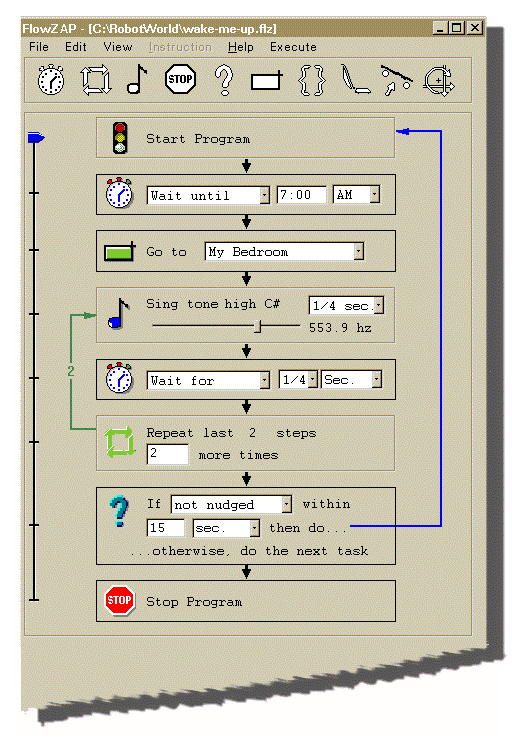 FlowZAP - [C:\RobotWorld\wake-me-up.flz]
File Edit View Instruction Help Execute
STOP
Start Program
Wait until 7:00 AM
Go to My Bedroom
Sing tone high C# 1/4 sec.
553.9 hz
2
Wait for 1/4 Sec.
Repeat last 2 steps
2 more times
If not nudged within
15 sec. then do...
...otherwise, do the next task
STOP Stop Program